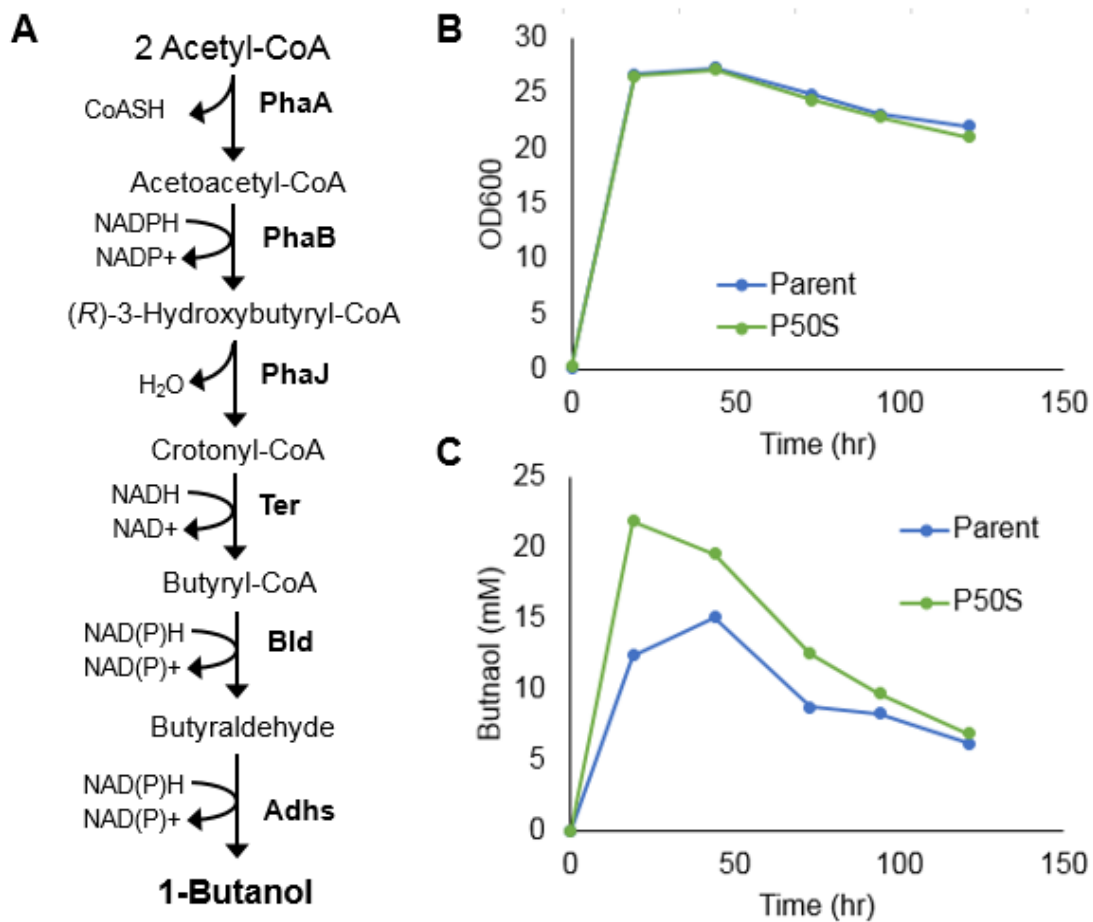 A
2 Acetyl-CoA
CoASH
PhaA
Acetoacetyl-CoA
NADPH
NADP+
PhaB
(R)-3-Hydroxybutyryl-CoA
H₂O
PhaJ
Crotonyl-CoA
NADH
NAD+
Ter
Butyryl-CoA
NAD(P)H
NAD(P)+
Bld
Butyraldehyde
NAD(P)H
NAD(P)+
Adhs
1-Butanol
B
30
25
20
15
10
5
0
OD600
Parent
P50S
0
50
100
150
Time (hr)
C
25
20
15
10
5
0
Butnaol (mM)
Parent
P50S
0
50
100
150
Time (hr)